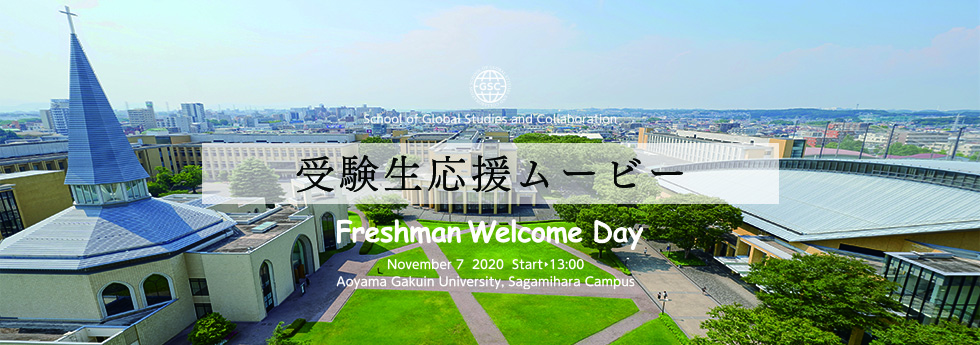 GSC
School of Global Studies and Collaboration
受験生応援ムービー
Freshman Welcome Day
November 7 2020 Start▸13:00
Aoyama Gakuin University, Sagamihara Campus